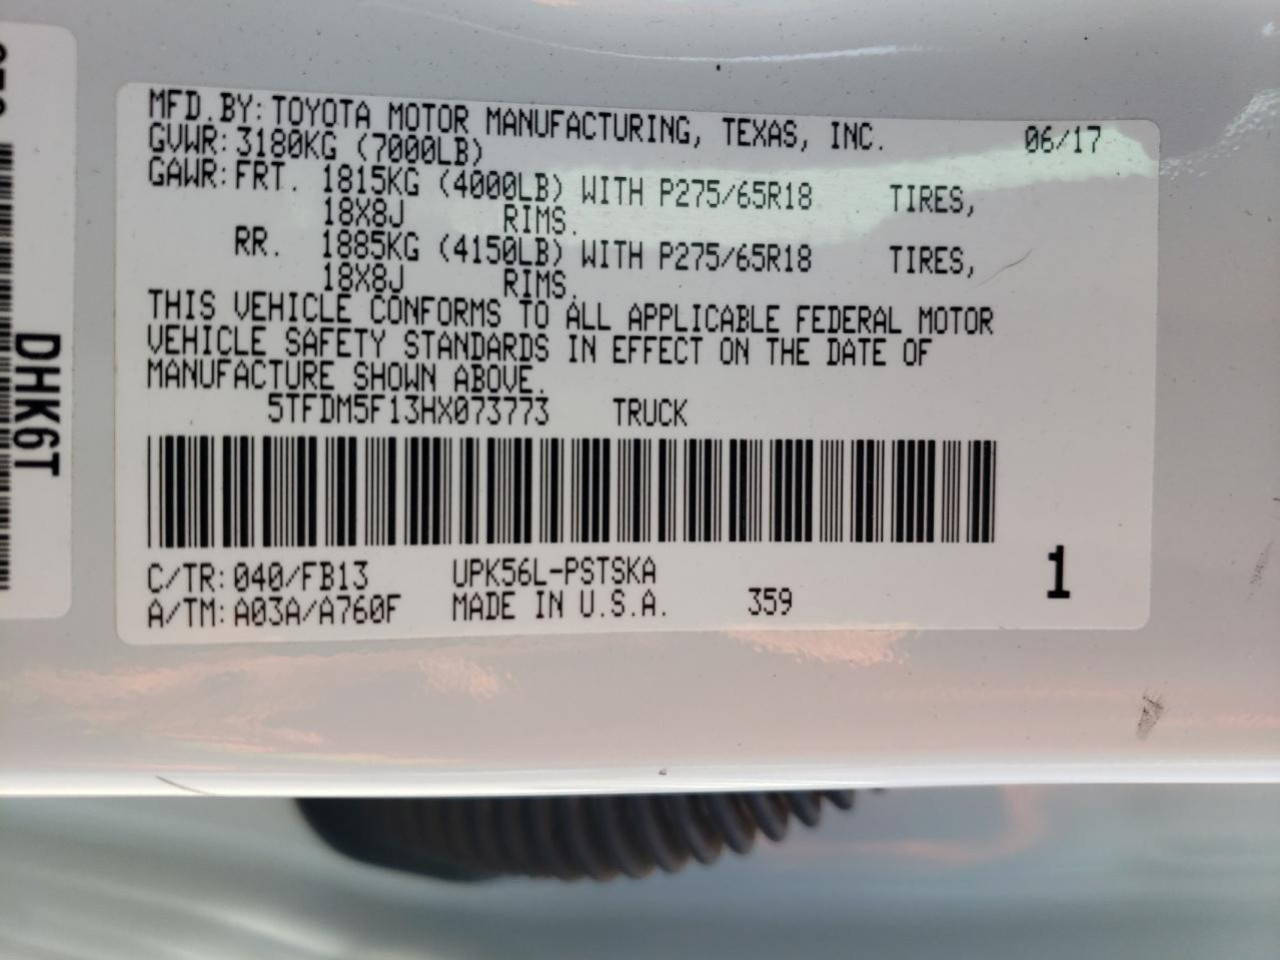 MFD.BY:TOYOTA MOTOR MANUFACTURING, TEXAS, INC. 06/17
GVWR:3180KG (7000LB)
GAWR:FRT. 1815KG (4000LB) WITH P275/65R18 TIRES,
18X8J RIMS.
RR. 1885KG (4150LB) WITH P275/65R18 TIRES,
18X8J RIMS.
THIS VEHICLE CONFORMS TO ALL APPLICABLE FEDERAL MOTOR
VEHICLE SAFETY STANDARDS IN EFFECT ON THE DATE OF
MANUFACTURE SHOWN ABOVE.
5TFDM5F13HX073773 TRUCK
C/TR:040/FB13 UPK56L-PSTSKA
A/TM:A03A/A760F MADE IN U.S.A. 359
1
DHK6T